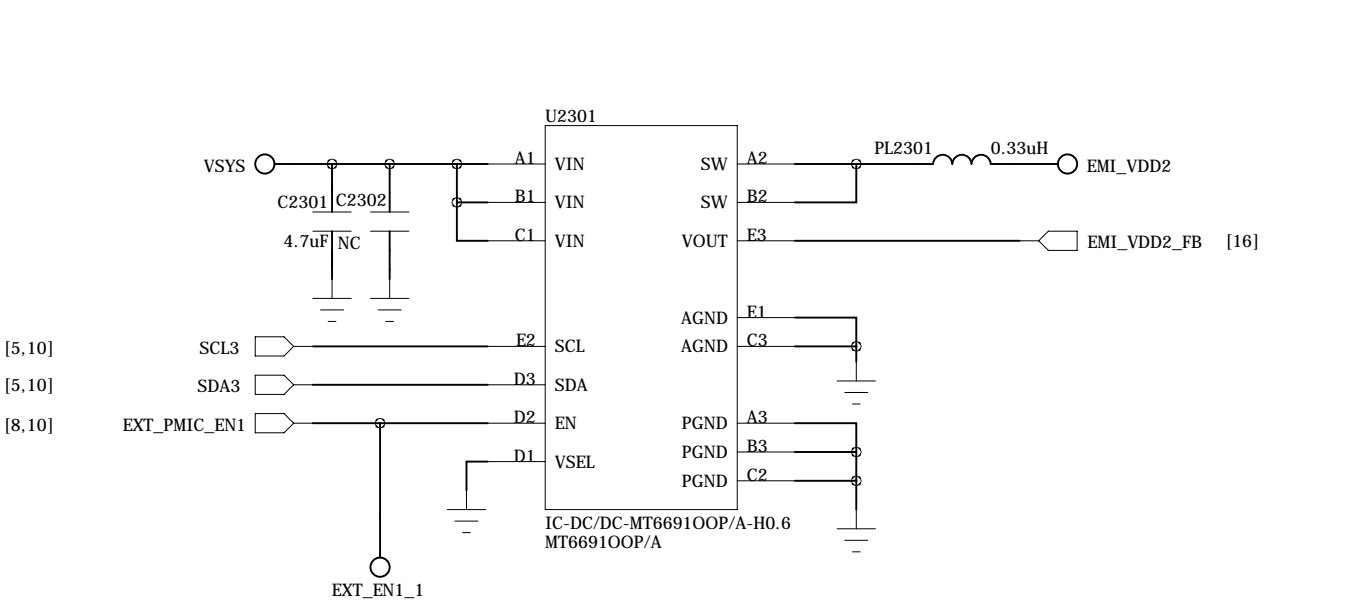 U2301
VSYS
A1 VIN
SW A2
PL2301 0.33uH
EMI_VDD2
C2301 C2302
B1 VIN
SW B2
4.7uF NC
C1 VIN
VOUT E3
EMI_VDD2_FB [16]
AGND E1
[5,10] SCL3
E2 SCL
AGND C3
[5,10] SDA3
D3 SDA
[8,10] EXT_PMIC_EN1
D2 EN
PGND A3
PGND B3
D1 VSEL
PGND C2
IC-DC/DC-MT6691OOP/A-H0.6
MT6691OOP/A
EXT_EN1_1